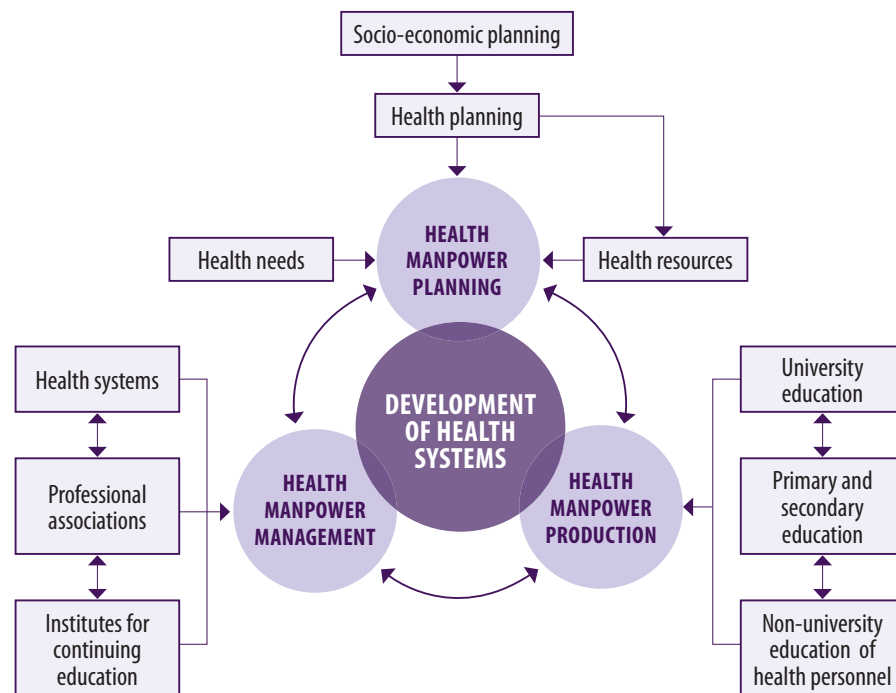 Socio-economic planning
Health planning
HEALTH
MANPOWER
PLANNING
Health needs
Health resources
Health systems
University
education
DEVELOPMENT
OF HEALTH
SYSTEMS
HEALTH
MANPOWER
MANAGEMENT
HEALTH
MANPOWER
PRODUCTION
Professional
associations
Primary and
secondary
education
Institutes for
continuing
education
Non-university
education of
health personnel